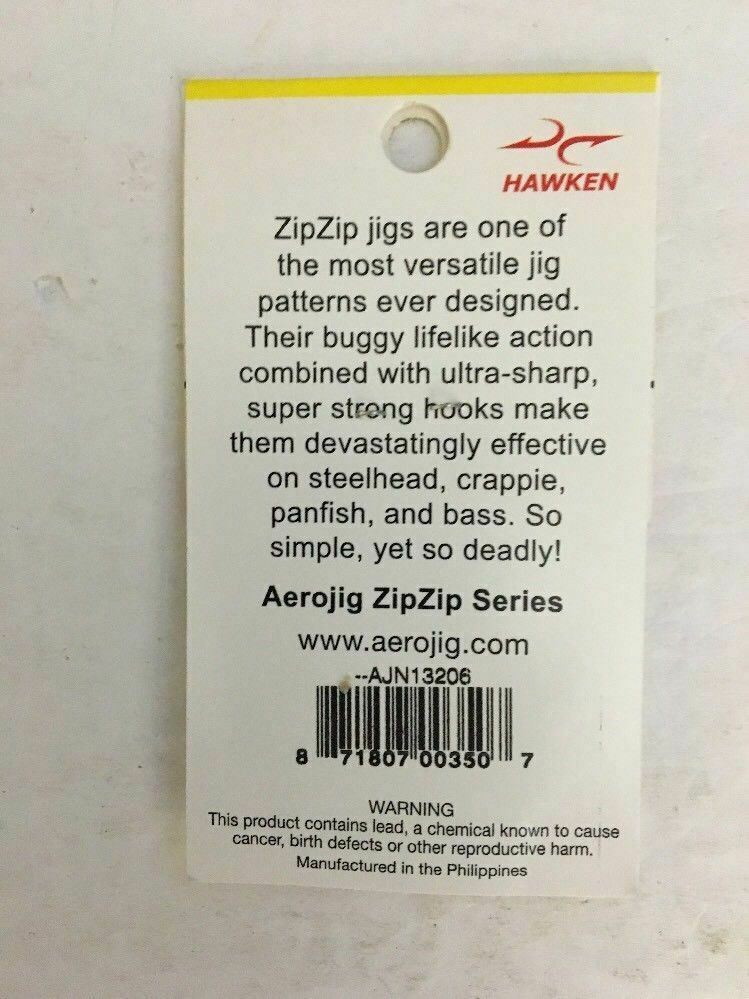 HAWKEN
ZipZip jigs are one of
the most versatile jig
patterns ever designed.
Their buggy lifelike action
combined with ultra-sharp,
super strong hooks make
them devastatingly effective
on steelhead, crappie,
panfish, and bass. So
simple, yet so deadly!
Aerojig ZipZip Series
www.aerojig.com
--AJN13206
8 71807 00350 7
WARNING
This product contains lead, a chemical known to cause
cancer, birth defects or other reproductive harm.
Manufactured in the Philippines